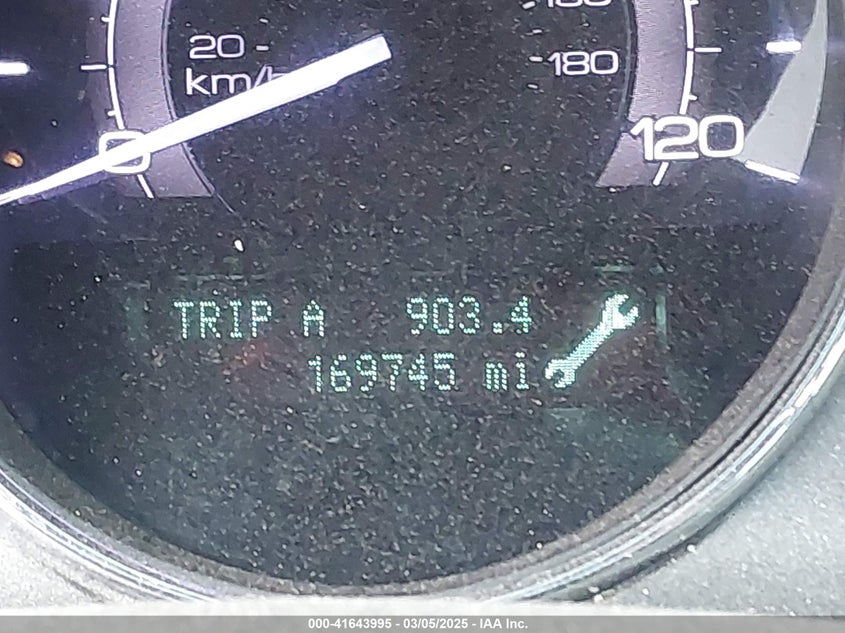 20 -
km/h
- 180
0
120
TRIP A 903.4
169745 mi
000-41643995 - 03/05/2025 - IAA Inc.